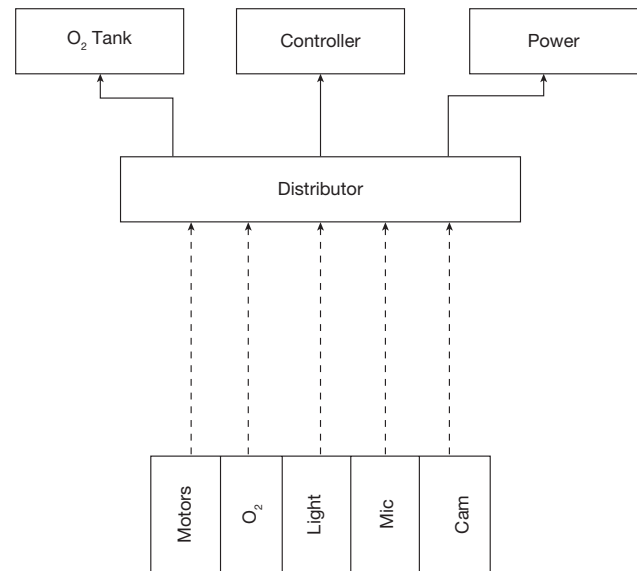 O₂ Tank
Controller
Power
Distributor
Motors
O₂
Light
Mic
Cam